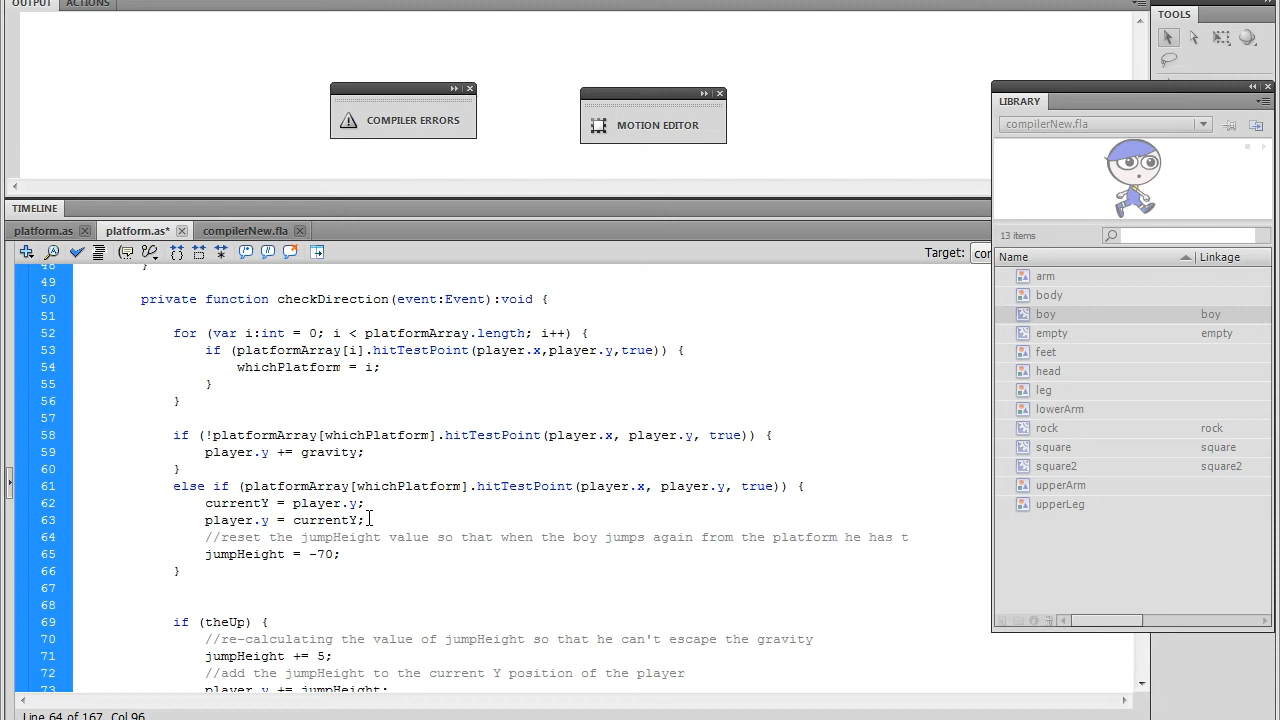 OUTPUT ACTIONS
TOOLS
COMPILER ERRORS
MOTION EDITOR
LIBRARY
compilerNew.fla
13 items
Name Linkage
arm
body
boy boy
empty empty
feet
head
leg
lowerArm
rock rock
square square
square2 square2
upperArm
upperLeg
TIMELINE
platform.as platform.as* compilerNew.fla
Target:
48 }
49
50 private function checkDirection(event:Event):void {
51
52 for (var i:int = 0; i < platformArray.length; i++) {
53 if (platformArray[i].hitTestPoint(player.x,player.y,true)) {
54 whichPlatform = i;
55 }
56 }
57
58 if (!platformArray[whichPlatform].hitTestPoint(player.x, player.y, true)) {
59 player.y += gravity;
60 }
61 else if (platformArray[whichPlatform].hitTestPoint(player.x, player.y, true)) {
62 currentY = player.y;
63 player.y = currentY;
64 //reset the jumpHeight value so that when the boy jumps again from the platform he has t
65 jumpHeight = -70;
66 }
67
68
69 if (theUp) {
70 //re-calculating the value of jumpHeight so that he can't escape the gravity
71 jumpHeight += 5;
72 //add the jumpHeight to the current Y position of the player
73 player.y += jumpHeight;
Line 64 of 167, Col 96